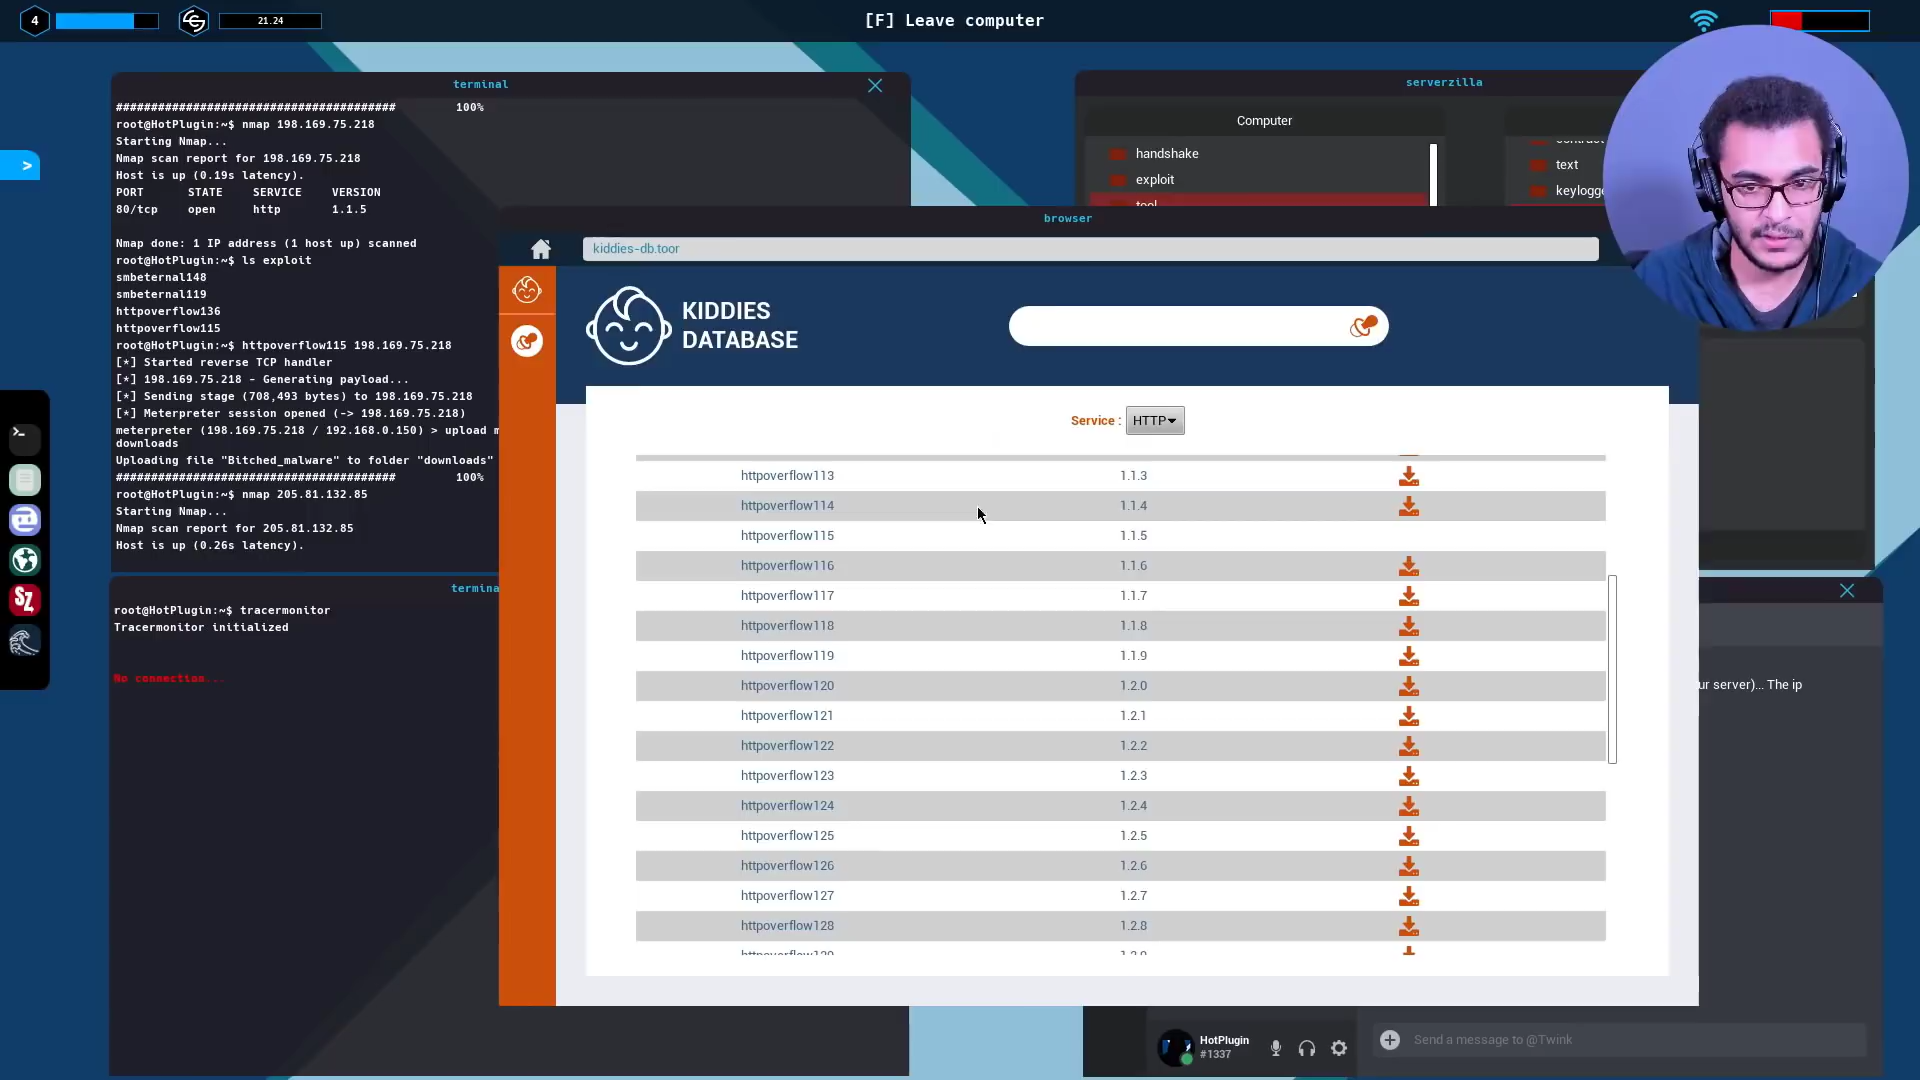 4
21.24
[F] Leave computer
terminal
######################################## 100%
root@HotPlugin:~$ nmap 198.169.75.218
Starting Nmap...
Nmap scan report for 198.169.75.218
Host is up (0.19s latency).
PORT STATE SERVICE VERSION
80/tcp open http 1.1.5
Nmap done: 1 IP address (1 host up) scanned
root@HotPlugin:~$ ls exploit
smbeternal148
smbeternal119
httpoverflow136
httpoverflow115
root@HotPlugin:~$ httpoverflow115 198.169.75.218
[*] Started reverse TCP handler
[*] 198.169.75.218 - Generating payload...
[*] Sending stage (708,493 bytes) to 198.169.75.218
[*] Meterpreter session opened (-> 198.169.75.218)
meterpreter (198.169.75.218 / 192.168.0.150) > upload
downloads
Uploading file "Bitched_malware" to folder "downloads"
######################################## 100%
root@HotPlugin:~$ nmap 205.81.132.85
Starting Nmap...
Nmap scan report for 205.81.132.85
Host is up (0.26s latency).
>
>_
SZ
root@HotPlugin:~$ tracermonitor
Tracermonitor initialized
No connection...
serverzilla
Computer
handshake
exploit
tool
text
browser
kiddies-db.toor
KIDDIES
DATABASE
Service : HTTP
httpoverflow113 1.1.3
httpoverflow114 1.1.4
httpoverflow115 1.1.5
httpoverflow116 1.1.6
httpoverflow117 1.1.7
httpoverflow118 1.1.8
httpoverflow119 1.1.9
httpoverflow120 1.2.0
httpoverflow121 1.2.1
httpoverflow122 1.2.2
httpoverflow123 1.2.3
httpoverflow124 1.2.4
httpoverflow125 1.2.5
httpoverflow126 1.2.6
httpoverflow127 1.2.7
httpoverflow128 1.2.8
server)... The ip
HotPlugin
#1337
Send a message to @Twink